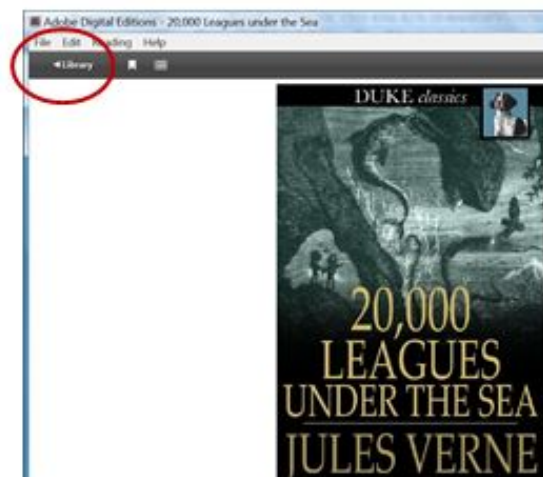 Adobe Digital Editions - 20,000 Leagues under the Sea
File Edit Reading Help
◄Library
DUKE classics
20,000
LEAGUES
UNDER THE SEA
JULES VERNE